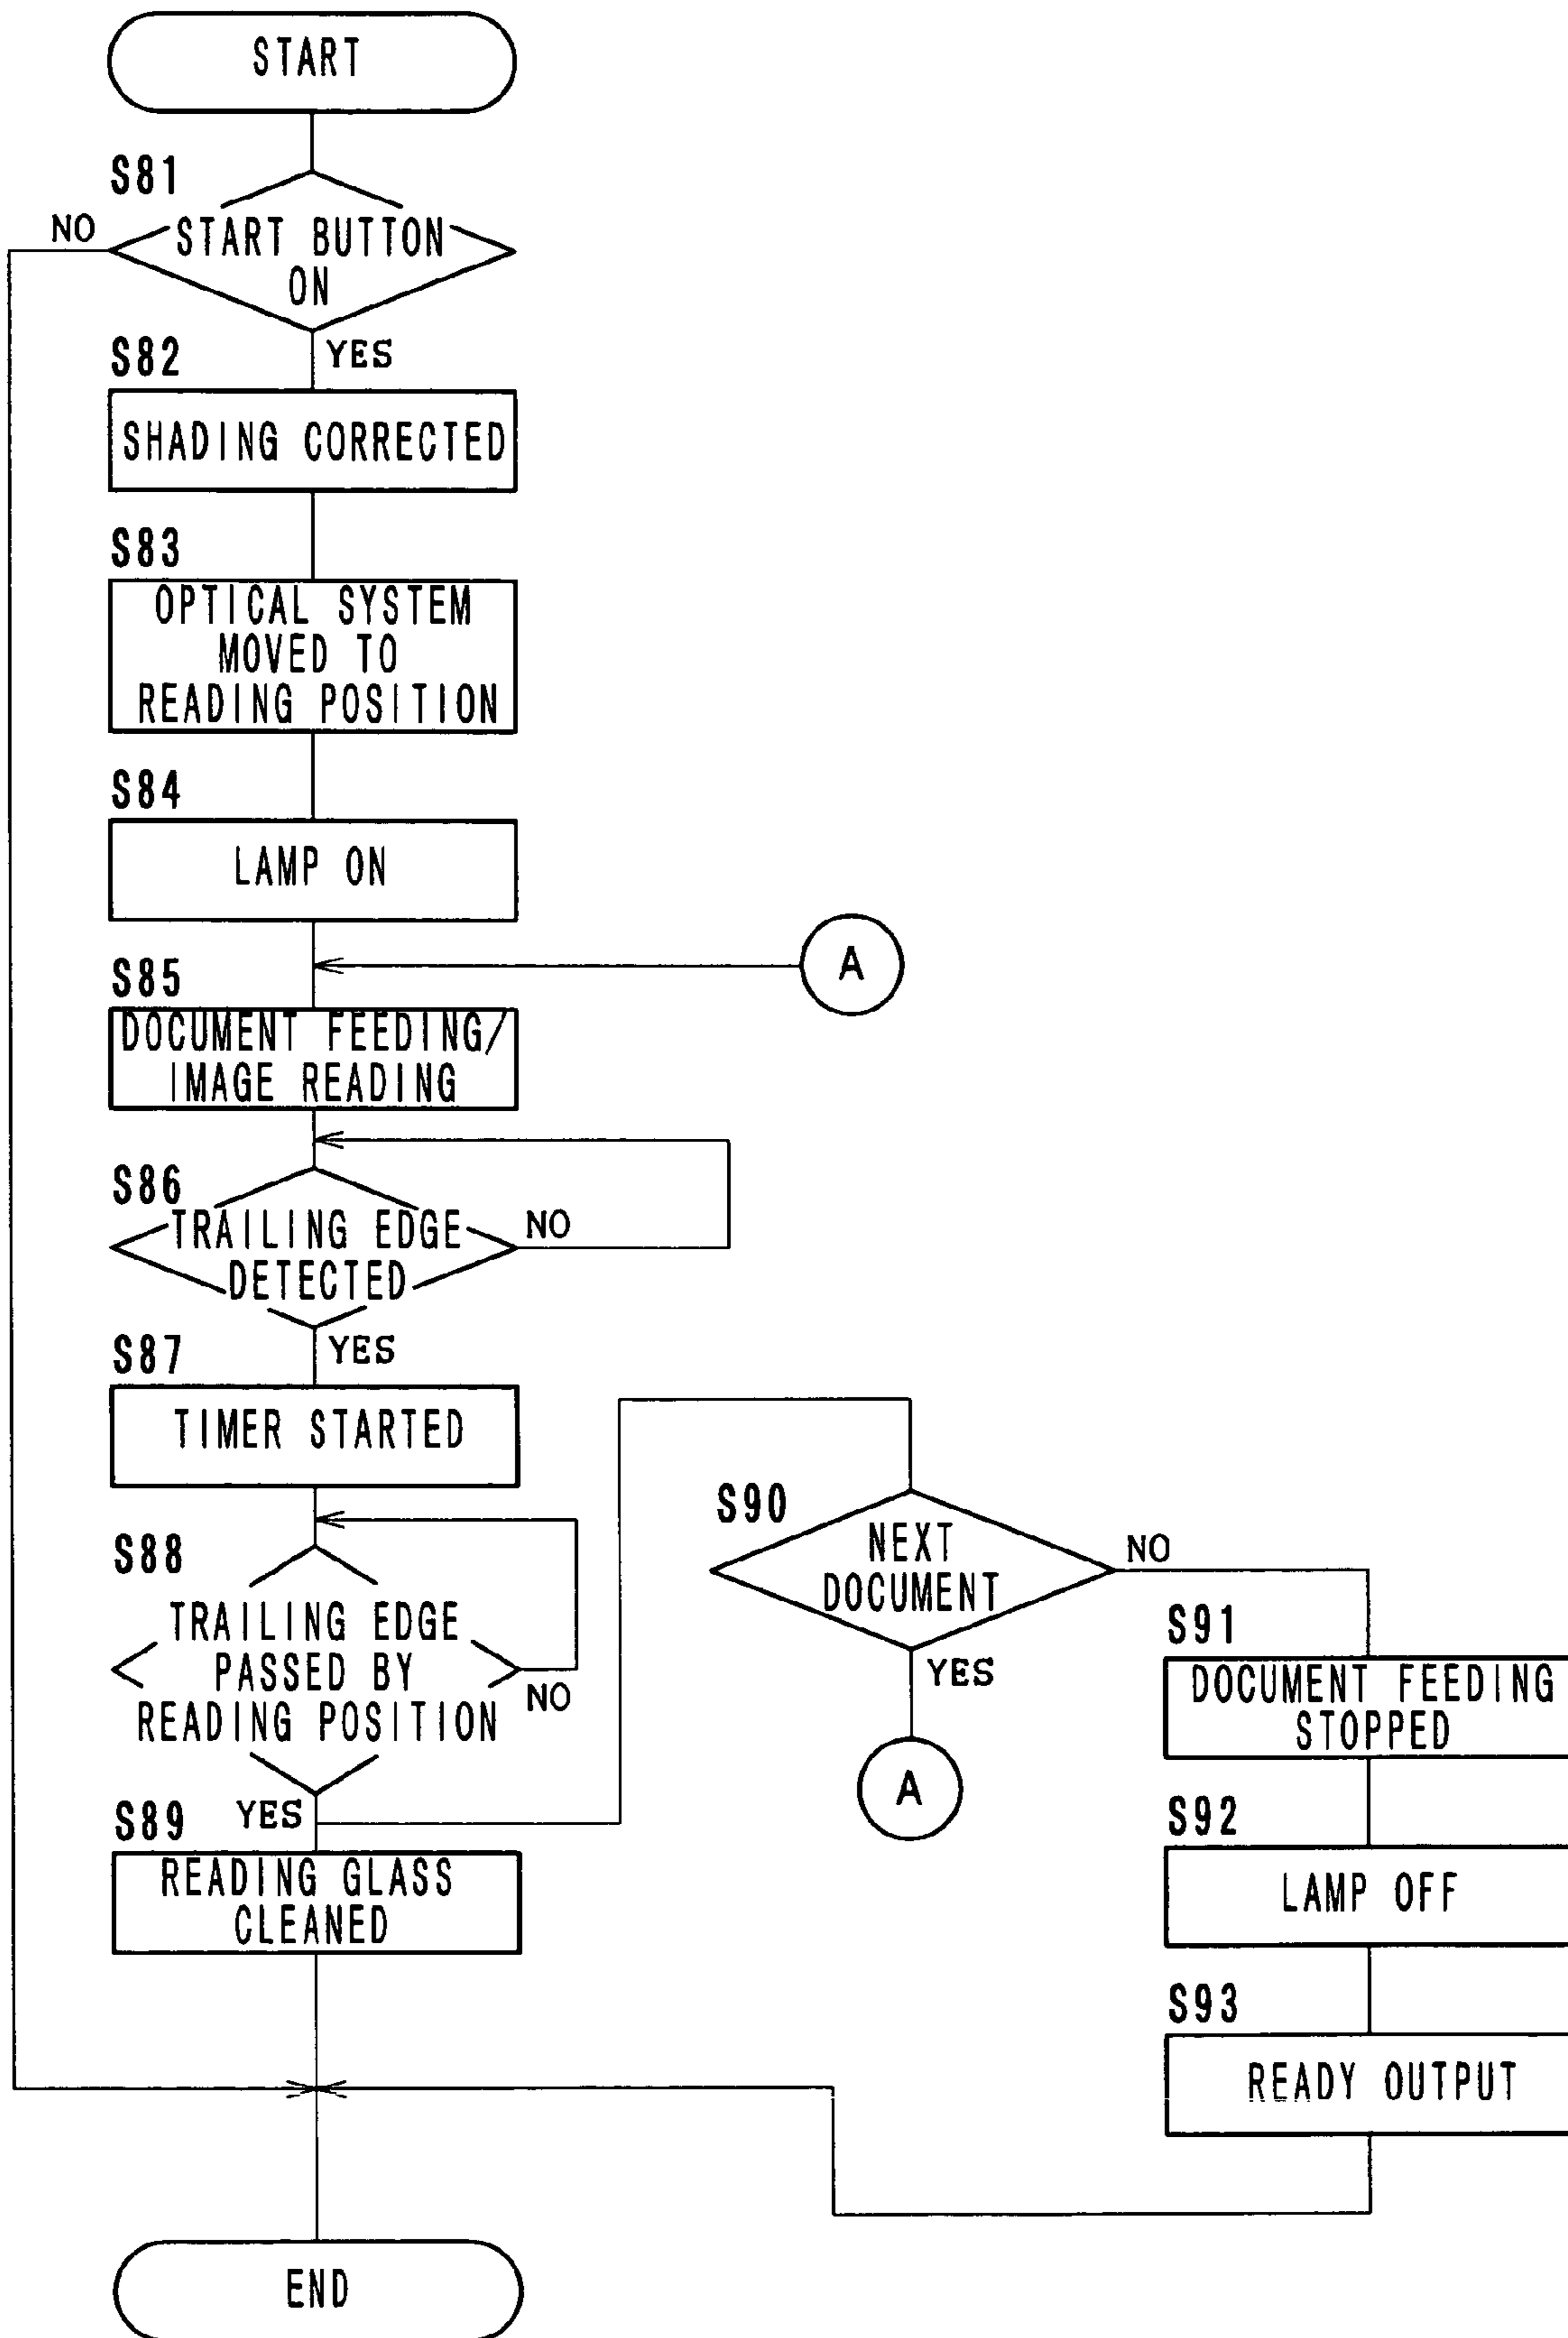 START
S81
NO
START BUTTON
ON
YES
S82
SHADING CORRECTED
S83
OPTICAL SYSTEM
MOVED TO
READING POSITION
S84
LAMP ON
A
S85
DOCUMENT FEEDING/
IMAGE READING
S86
TRAILING EDGE
DETECTED
NO
YES
S87
TIMER STARTED
S88
TRAILING EDGE
PASSED BY
READING POSITION
NO
YES
S89
READING GLASS
CLEANED
S90
NEXT
DOCUMENT
NO
YES
A
S91
DOCUMENT FEEDING
STOPPED
S92
LAMP OFF
S93
READY OUTPUT
END